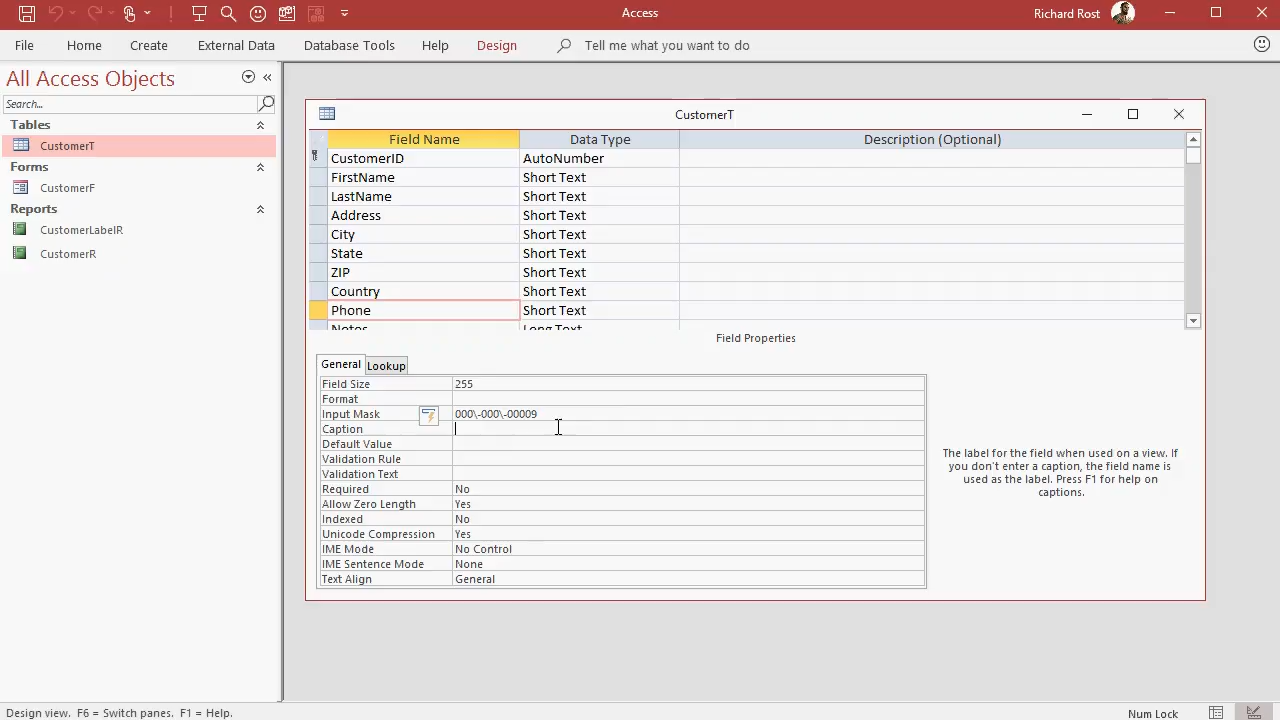 Access
Richard Rost
File Home Create External Data Database Tools Help Design Tell me what you want to do
All Access Objects
Search...
Tables
CustomerT
Forms
CustomerF
Reports
CustomerLabelR
CustomerR
CustomerT
Field Name Data Type Description (Optional)
CustomerID AutoNumber
FirstName Short Text
LastName Short Text
Address Short Text
City Short Text
State Short Text
ZIP Short Text
Country Short Text
Phone Short Text
Notes Long Text
Field Properties
General Lookup
Field Size 255
Format
Input Mask 000\-000\-00009
Caption
Default Value
Validation Rule
Validation Text
Required No
Allow Zero Length Yes
Indexed No
Unicode Compression Yes
IME Mode No Control
IME Sentence Mode None
Text Align General
The label for the field when used on a view. If
you don't enter a caption, the field name is
used as the label. Press F1 for help on
captions.
Design view. F6 = Switch panes. F1 = Help.
Num Lock